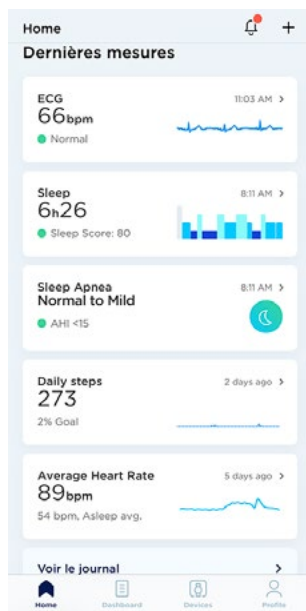 Home
Dernières mesures
ECG 11:03 AM
66bpm
Normal
Sleep 8:11 AM
6h26
Sleep Score: 80
Sleep Apnea 8:11 AM
Normal to Mild
AHI <15
Daily steps 2 days ago
273
2% Goal
Average Heart Rate 5 days ago
89bpm
54 bpm, Asleep avg.
Voir le journal
Home Dashboard Devices Profile